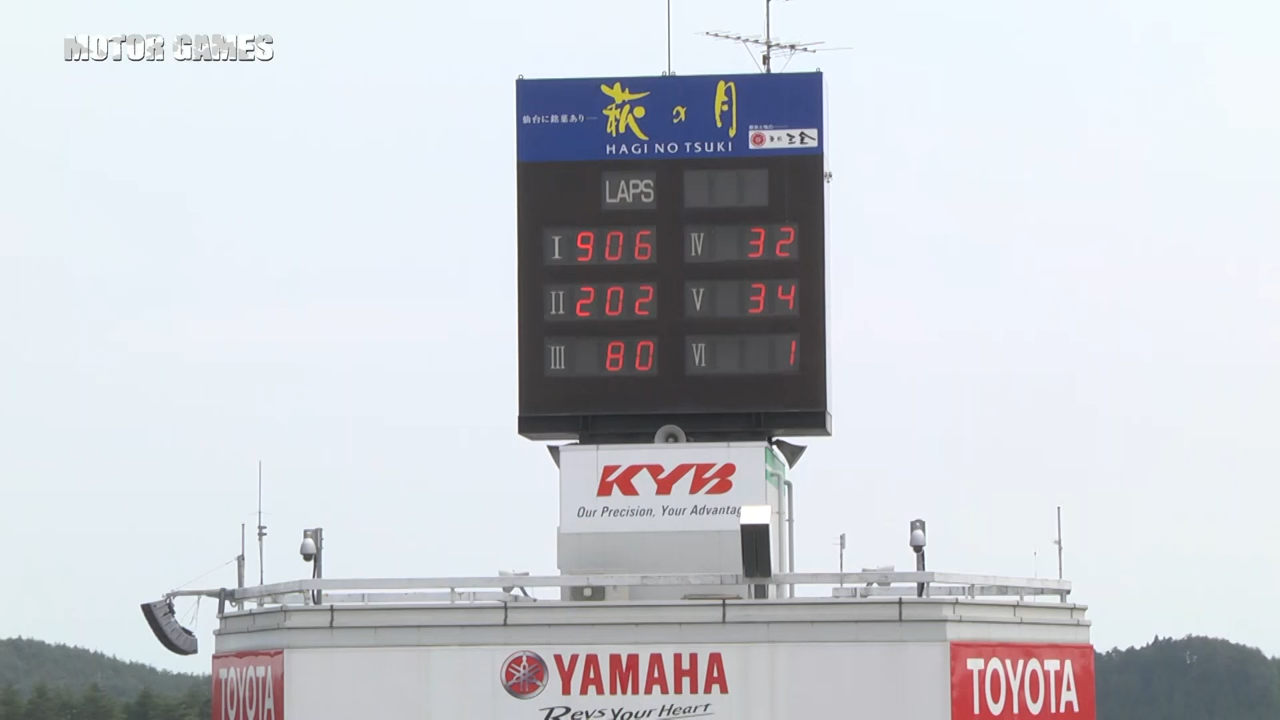 MOTOR GAMES
仙台に銘菓あり―
萩の月
HAGI NO TSUKI
LAPS
I 906 IV 32
II 202 V 34
III 80 VI 1
KYB
Our Precision, Your Advantag
YAMAHA
Revs Your Heart
TOYOTA
TOYOTA